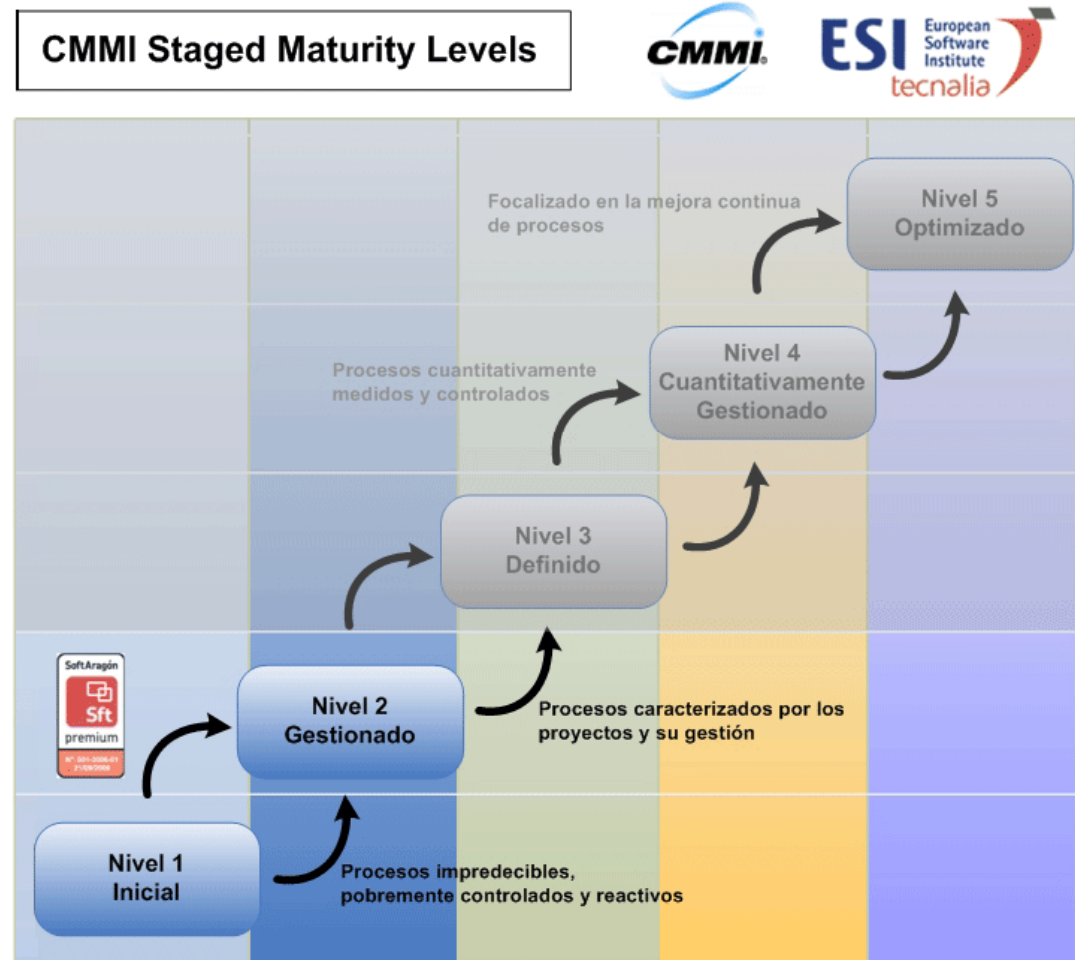 CMMI Staged Maturity Levels
CMMI
ESI European
Software
Institute
tecnalia
Focalizado en la mejora continua
de procesos
Nivel 5
Optimizado
Procesos cuantitativamente
medidos y controlados
Nivel 4
Cuantitativamente
Gestionado
Nivel 3
Definido
SoftAragón
Sft
premium
Nivel 2
Gestionado
Procesos caracterizados por los
proyectos y su gestión
Nivel 1
Inicial
Procesos impredecibles,
pobremente controlados y reactivos